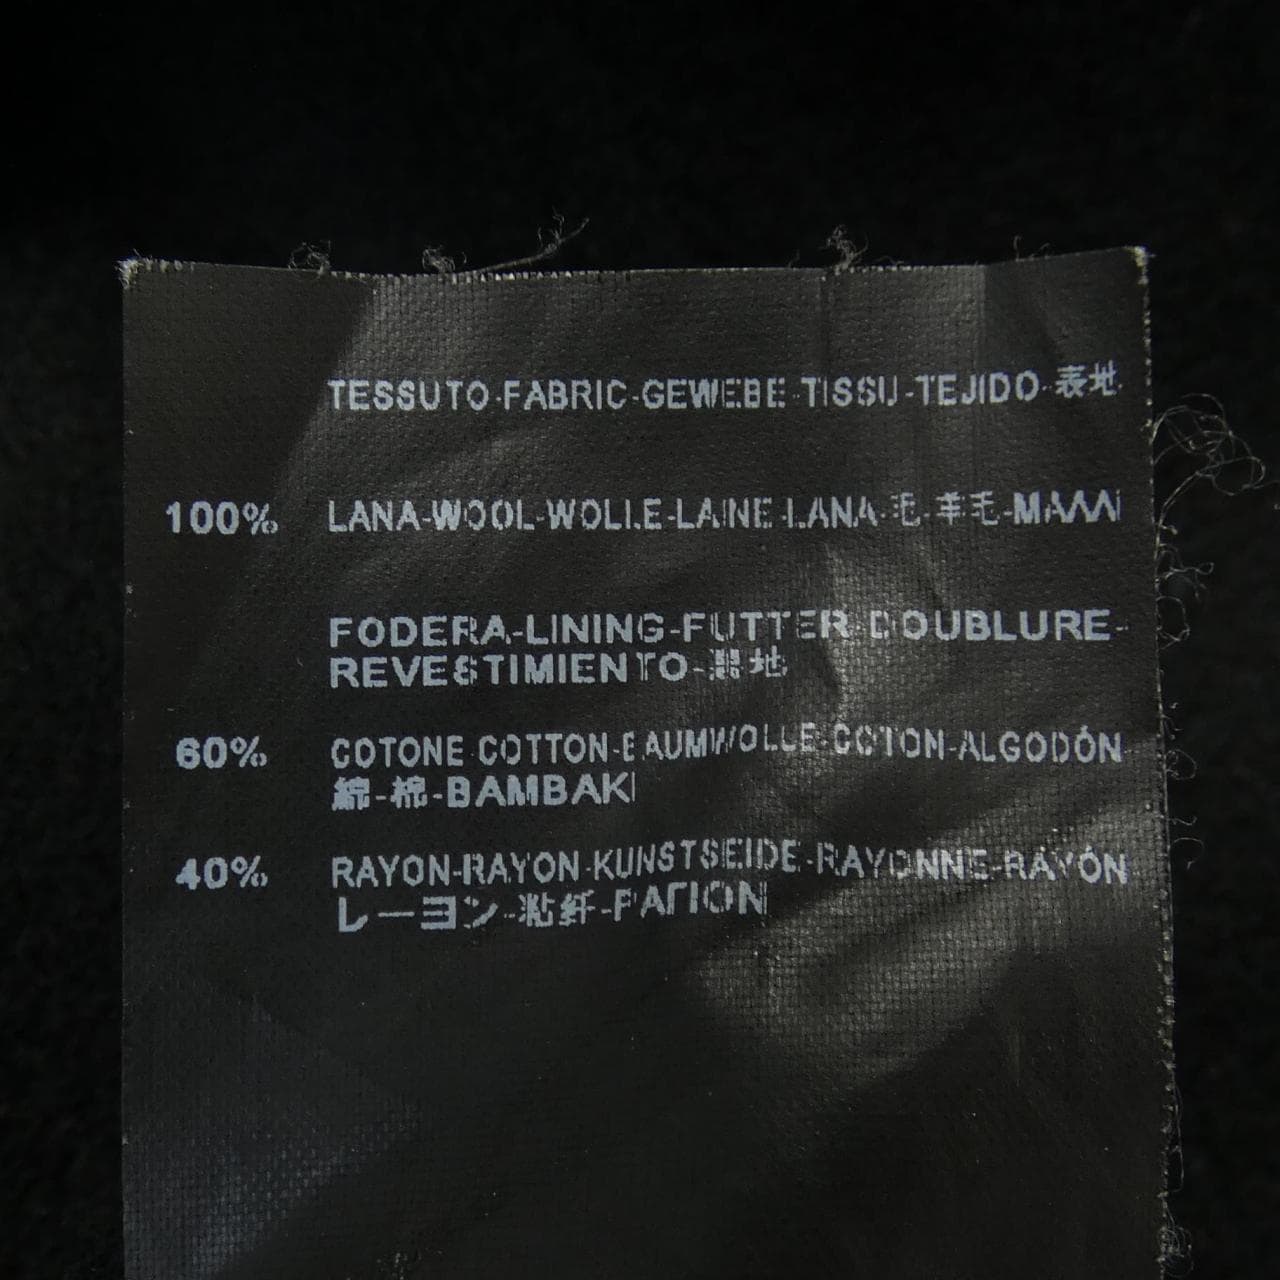 TESSUTO-FABRIC-GEWEBE-TISSU-TEJIDO-表地
100% LANA-WOOL-WOLLE-LAINE-LANA-毛-羊毛-ΜΑΛΛΙ
FODERA-LINING-FUTTER-DOUBLURE-
REVESTIMIENTO-裏地
60% COTONE-COTTON-BAUMWOLLE-COTON-ALGODÓN
綿-棉-BAMBAKI
40% RAYON-RAYON-KUNSTSEIDE-RAYONNE-RAYÓN
レーヨン-粘纤-ΡΑΓΙΟΝ